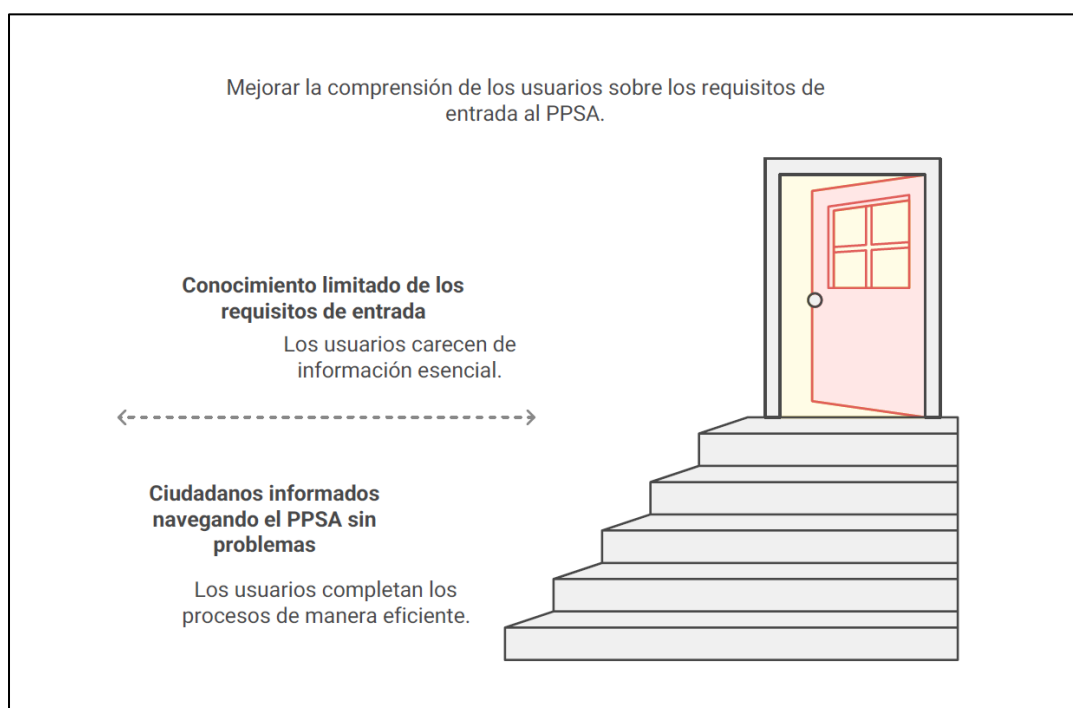 Mejorar la comprensión de los usuarios sobre los requisitos de
entrada al PPSA.
Conocimiento limitado de los
requisitos de entrada
Los usuarios carecen de
información esencial.
Ciudadanos informados
navegando el PPSA sin
problemas
Los usuarios completan los
procesos de manera eficiente.